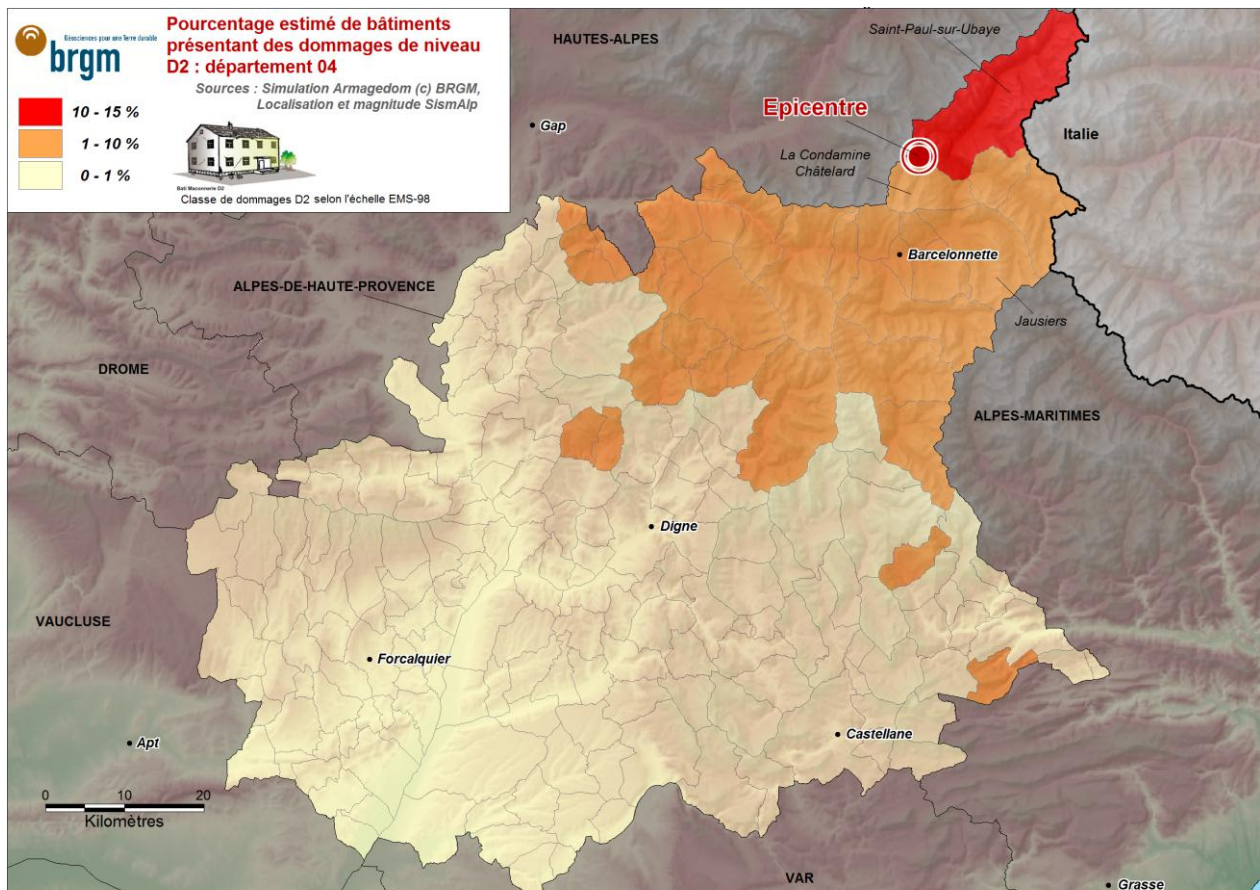 Géosciences pour une Terre durable
brgm
Pourcentage estimé de bâtiments
présentant des dommages de niveau
D2 : département 04
Sources : Simulation Armagedom (c) BRGM,
Localisation et magnitude SismAlp
10 - 15 %
1 - 10 %
0 - 1 %
Bati Maconnerie D2
Classe de dommages D2 selon l'échelle EMS-98
HAUTES-ALPES
Saint-Paul-sur-Ubaye
Epicentre
Gap
Italie
La Condamine
Châtelard
Barcelonnette
ALPES-DE-HAUTE-PROVENCE
Jausiers
DROME
ALPES-MARITIMES
Digne
VAUCLUSE
Forcalquier
Castellane
Apt
0 10 20
Kilomètres
VAR
Grasse